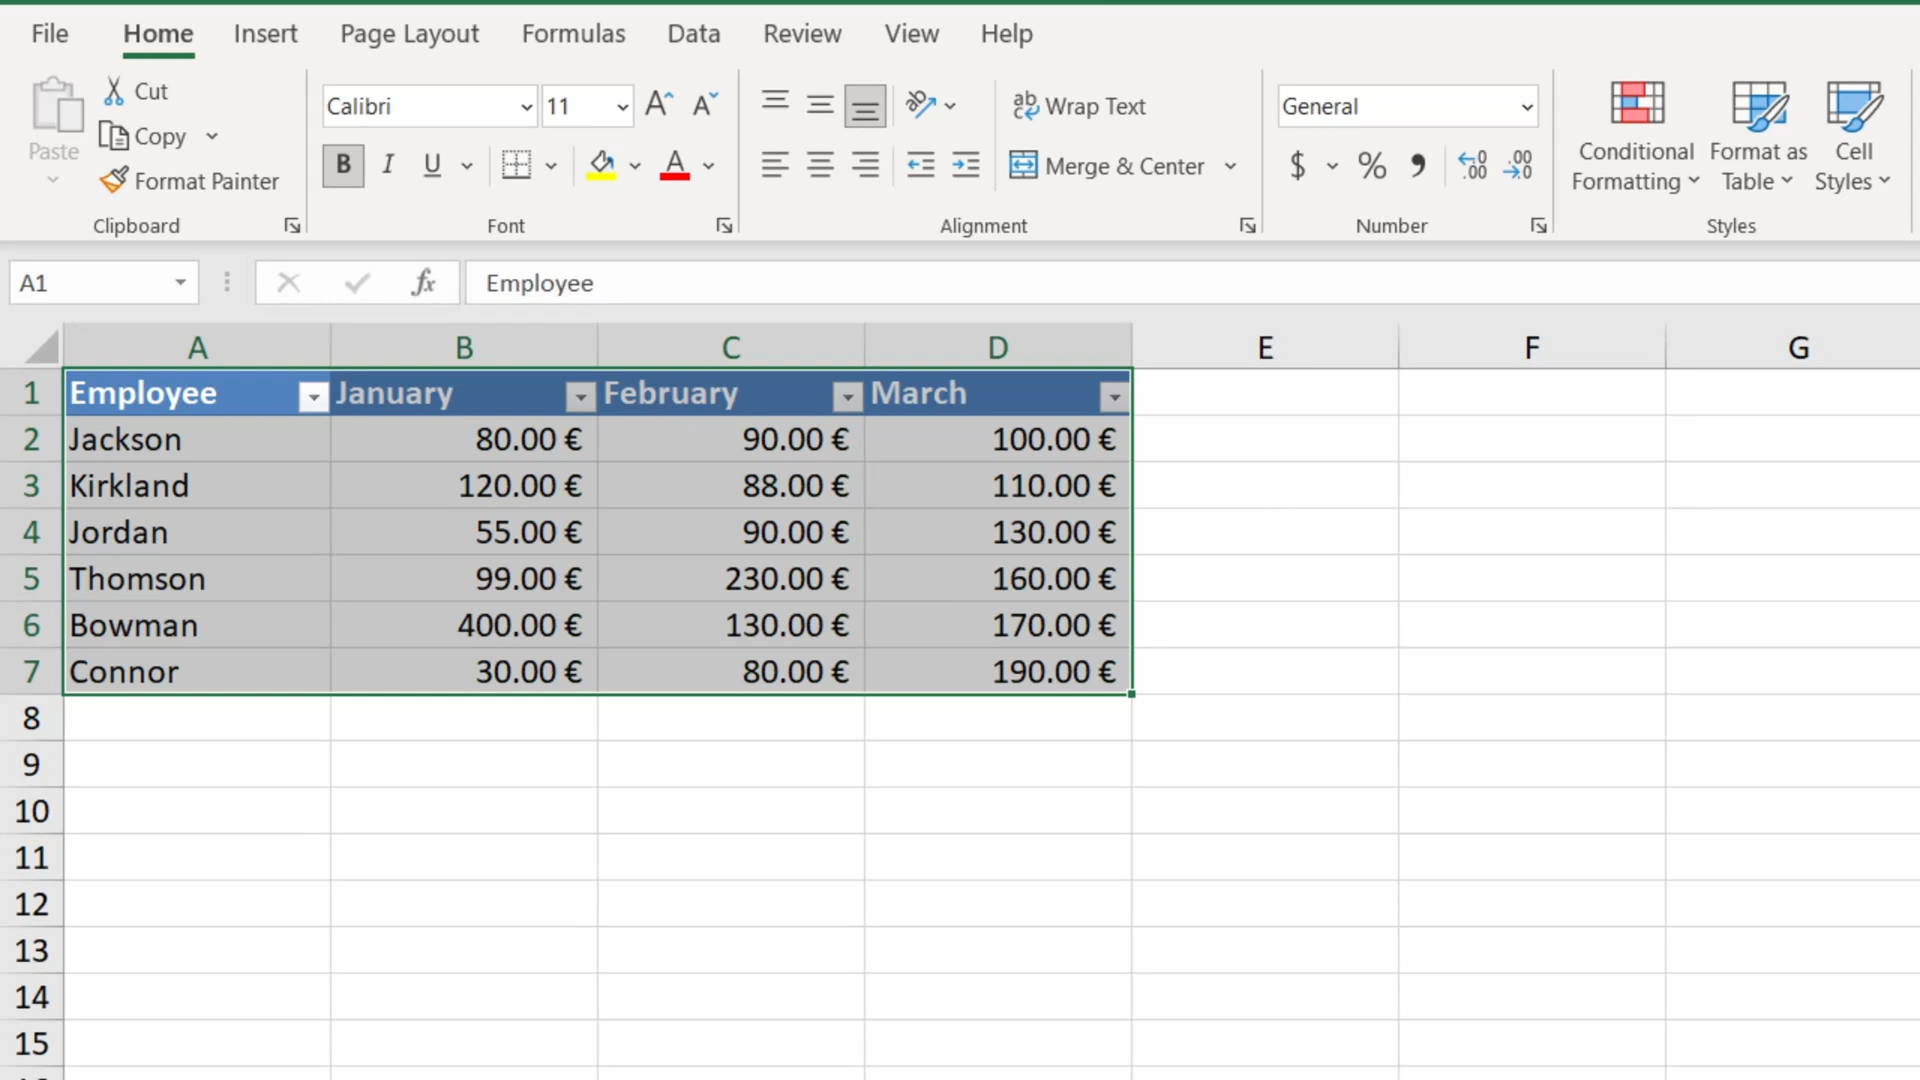 File Home Insert Page Layout Formulas Data Review View Help
Paste
Cut
Copy
Format Painter
Clipboard
Calibri 11 A A
B I U A
Font
ab Wrap Text
Merge & Center
Alignment
General
$ % , .00 .00
Number
Conditional Formatting
Format as Table
Cell Styles
Styles
A1 fx Employee
A B C D E F G
1 Employee January February March
2 Jackson 80.00 € 90.00 € 100.00 €
3 Kirkland 120.00 € 88.00 € 110.00 €
4 Jordan 55.00 € 90.00 € 130.00 €
5 Thomson 99.00 € 230.00 € 160.00 €
6 Bowman 400.00 € 130.00 € 170.00 €
7 Connor 30.00 € 80.00 € 190.00 €
8
9
10
11
12
13
14
15